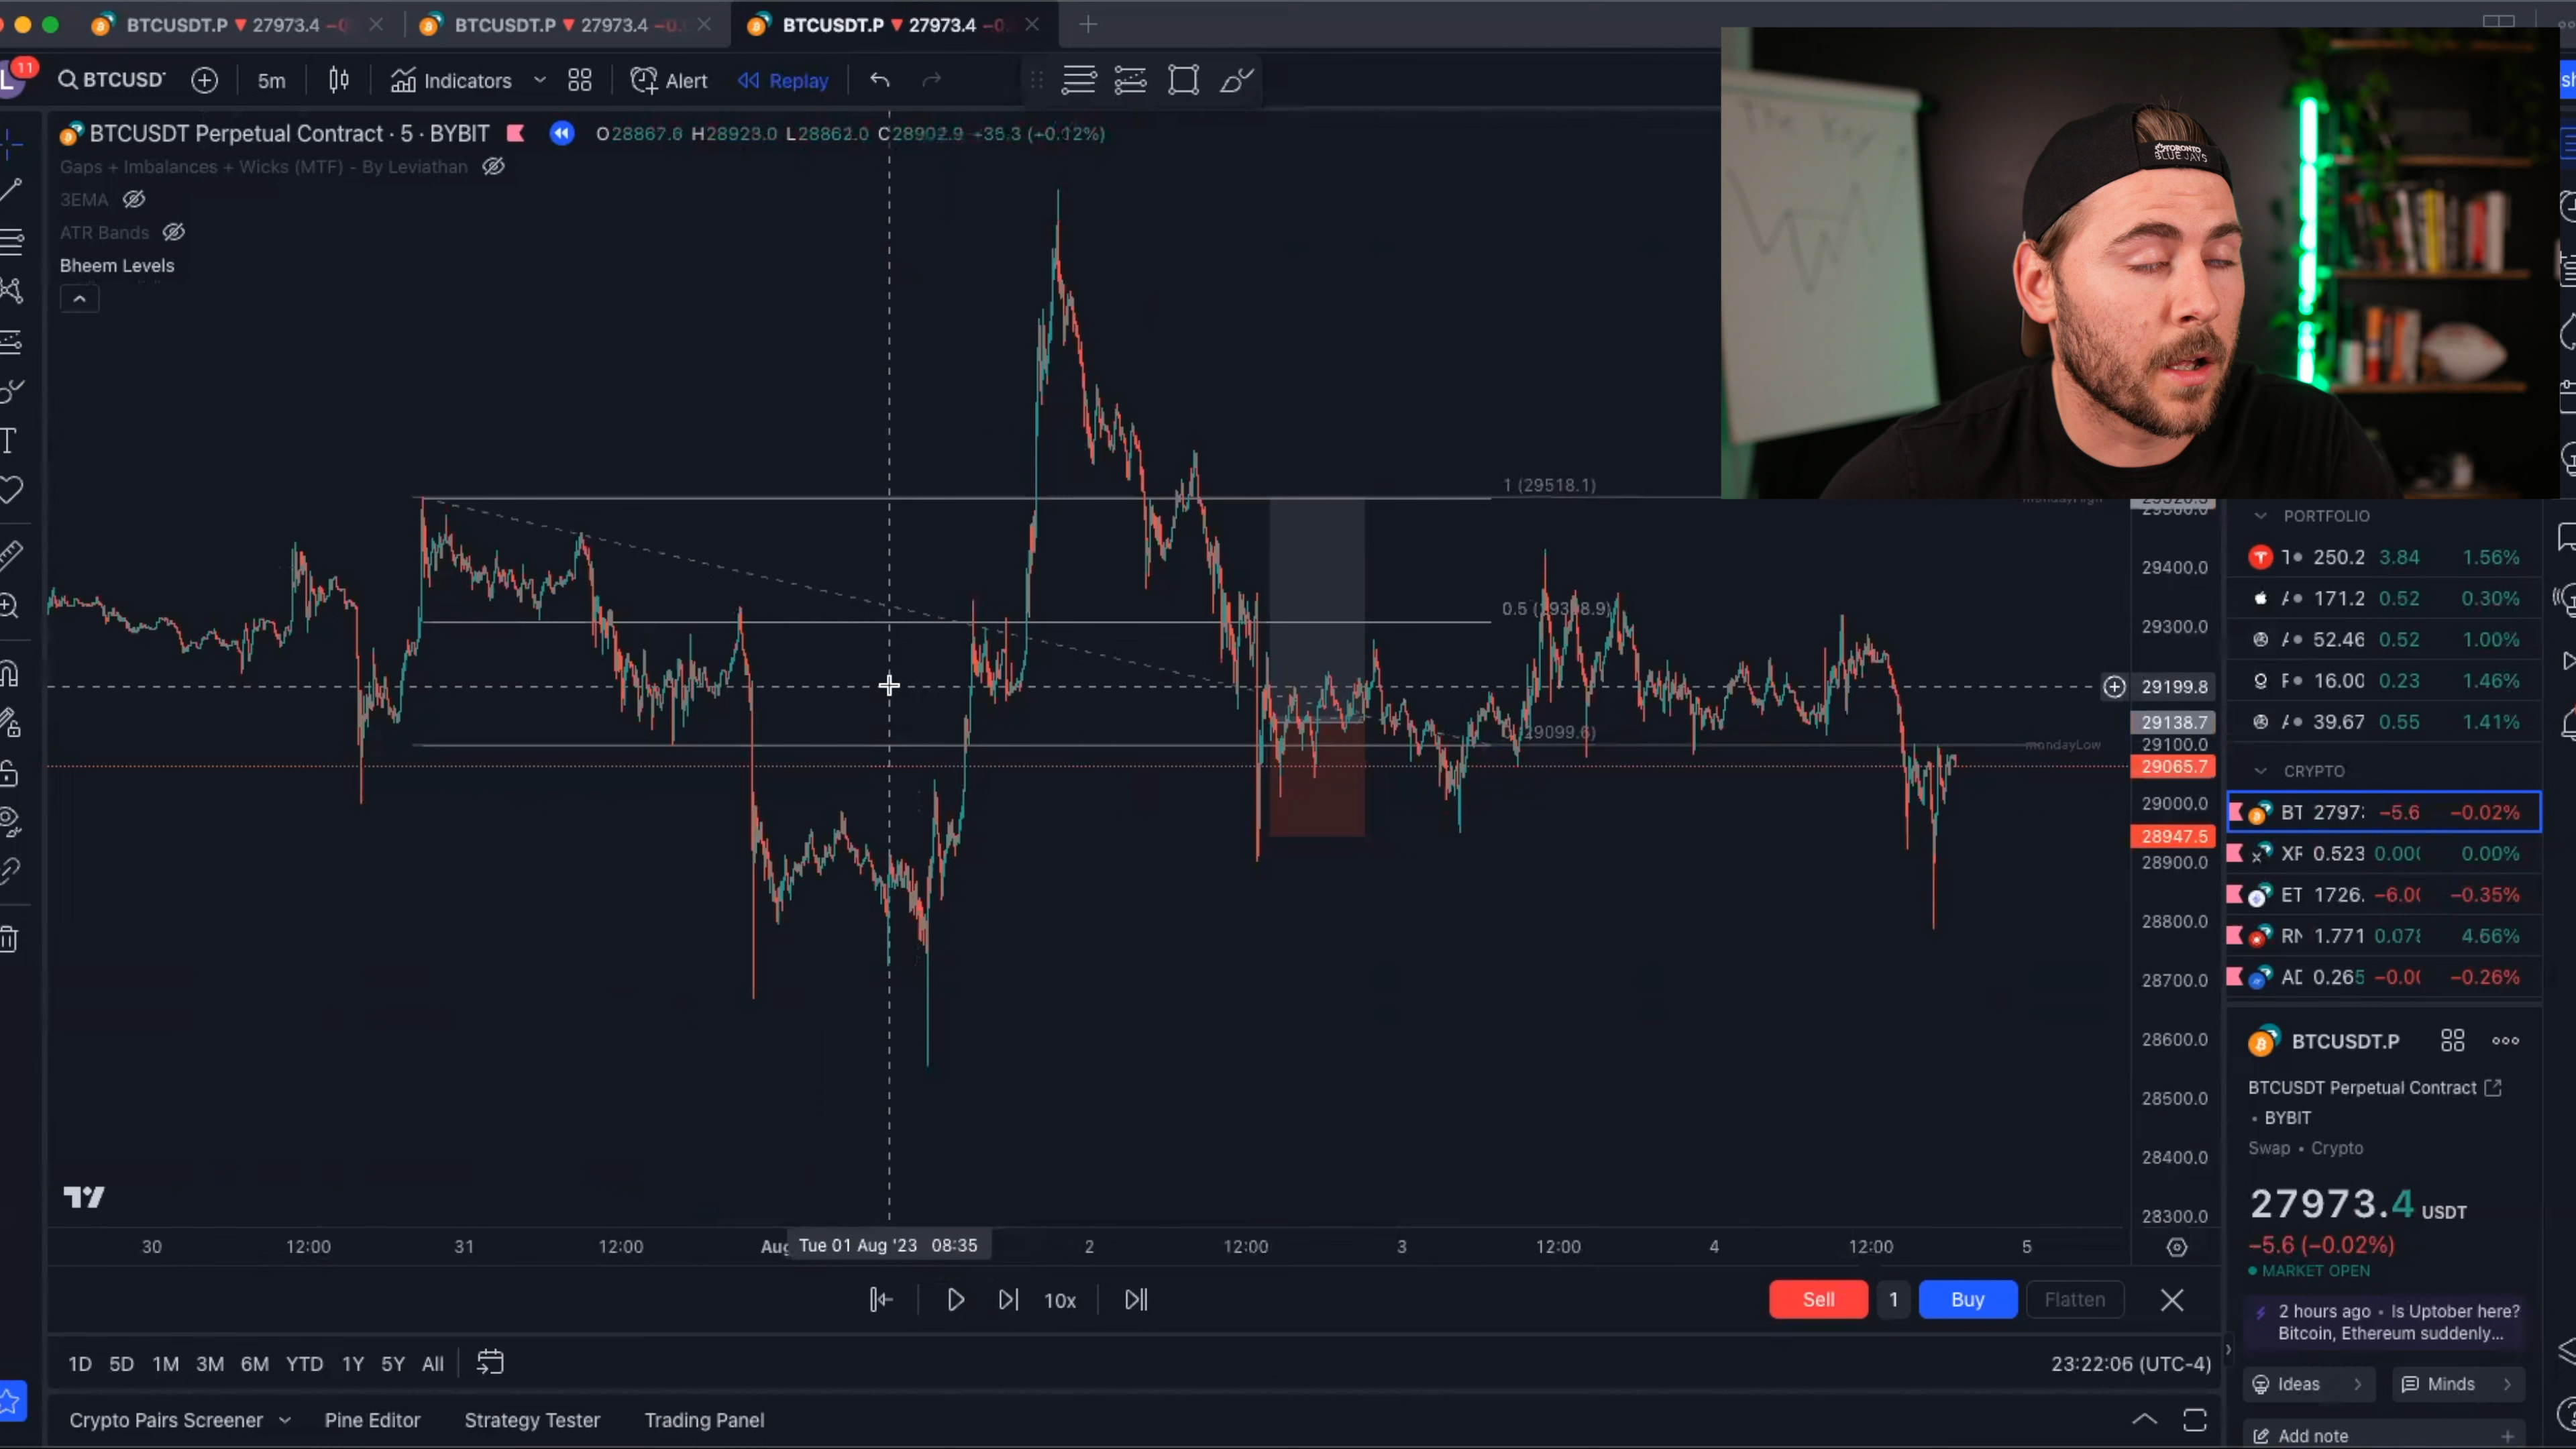 BTCUSDT.P ▼ 27973.4 BTCUSDT.P ▼ 27973.4 BTCUSDT.P ▼ 27973.4
L 11 BTCUSD 5m Indicators Alert Replay
BTCUSDT Perpetual Contract · 5 · BYBIT O28867.6 H28923.0 L28862.0 C28902.9 +35.3 (+0.12%)
Gaps + Imbalances + Wicks (MTF) - By Leviathan
3EMA
ATR Bands
Bheem Levels
The Key
TORONTO
BLUE JAYS
1 (29518.1)
mondayHigh
PORTFOLIO
250.2 3.84 1.56%
29400.0
171.2 0.52 0.30%
0.5 (29308.9)
29300.0
52.46 0.52 1.00%
29199.8
16.00 0.23 1.46%
29138.7
39.67 0.55 1.41%
(29099.6)
mondayLow
29100.0
29065.7
CRYPTO
29000.0
BT 2797 −5.6 −0.02%
28947.5
28900.0
XR 0.523 0.00 0.00%
28800.0
ET 1726. −6.0 −0.35%
RN 1.771 0.07 4.66%
28700.0
AD 0.265 −0.0 −0.26%
28600.0
BTCUSDT.P
28500.0
BTCUSDT Perpetual Contract
• BYBIT
28400.0
Swap • Crypto
28300.0
27973.4 USDT
−5.6 (−0.02%)
MARKET OPEN
30 12:00 31 12:00 Aug Tue 01 Aug '23 08:35 2 12:00 3 12:00 4 12:00 5
10x Sell 1 Buy Flatten
2 hours ago • Is Uptober here?
Bitcoin, Ethereum suddenly...
1D 5D 1M 3M 6M YTD 1Y 5Y All 23:22:06 (UTC-4)
Ideas Minds
Crypto Pairs Screener Pine Editor Strategy Tester Trading Panel
Add note